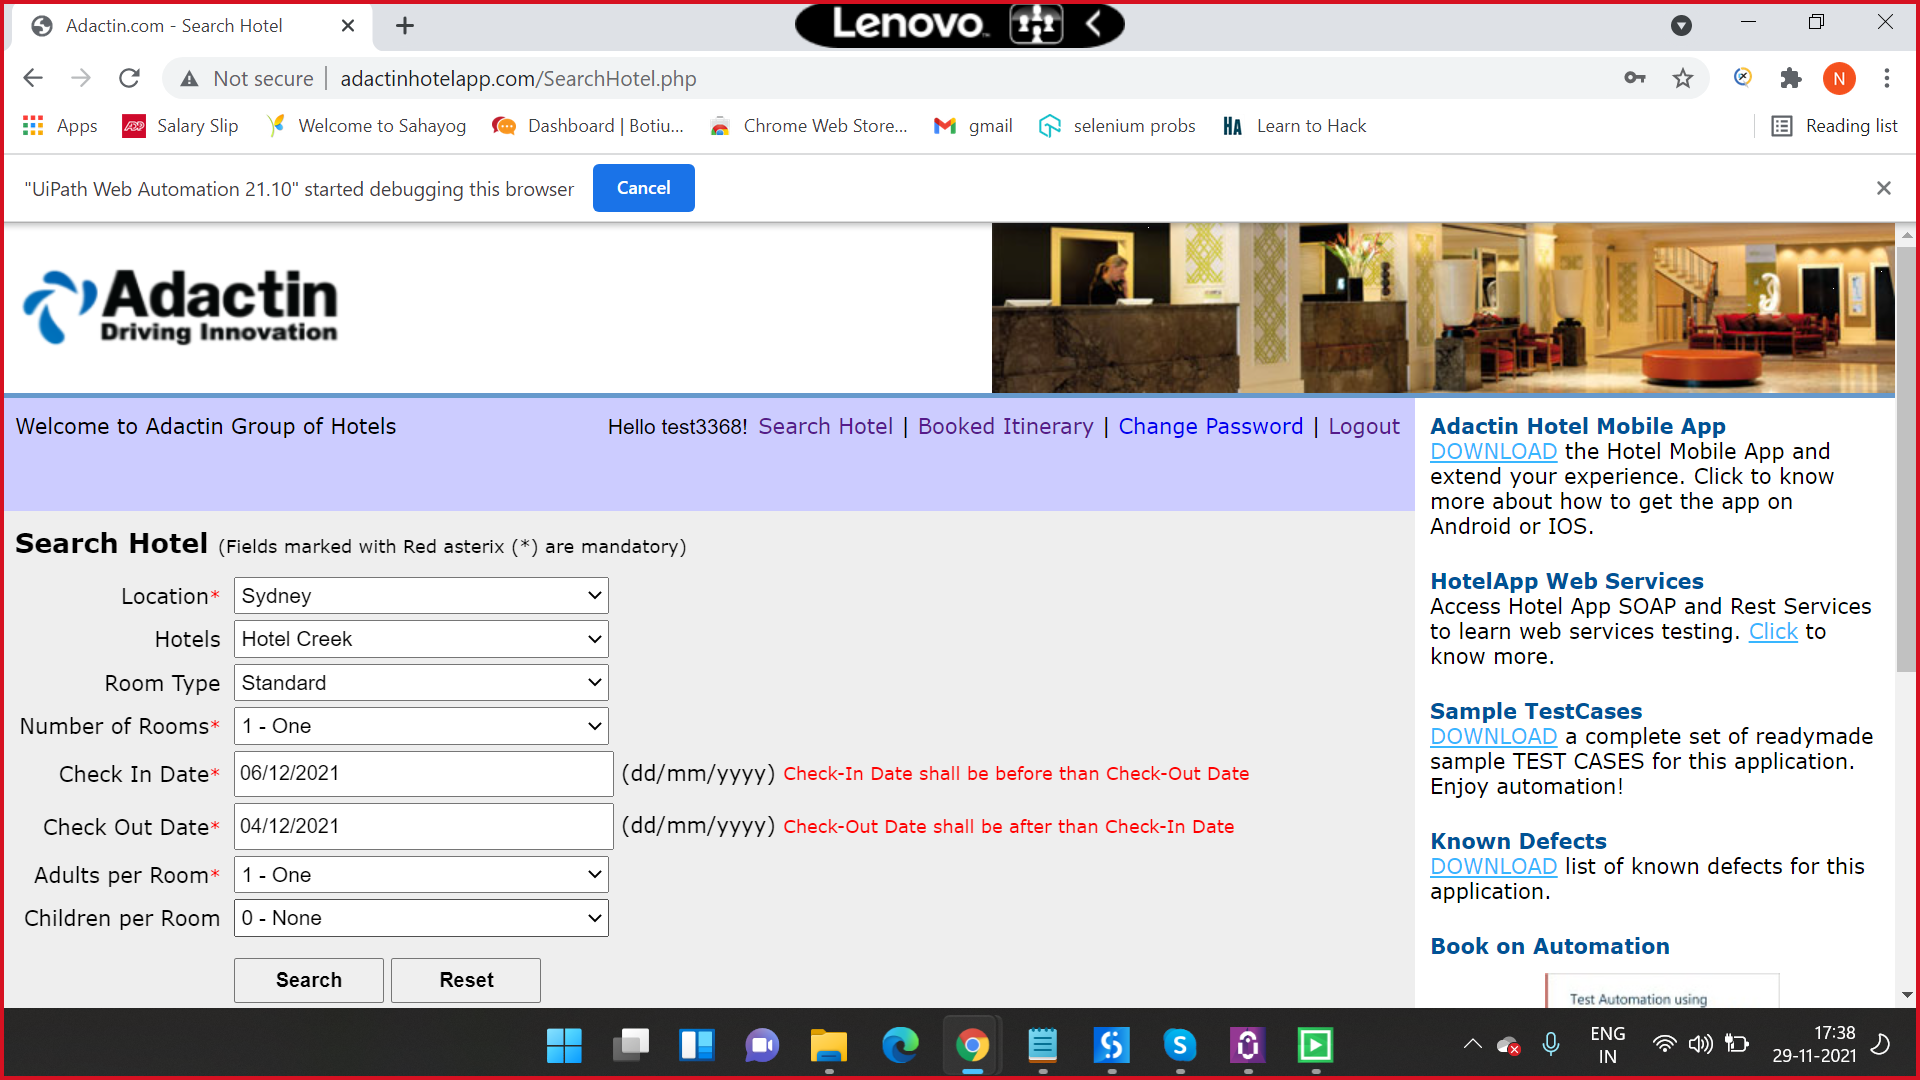 Adactin.com - Search Hotel
Lenovo
Not secure
adactinhotelapp.com/SearchHotel.php
N
Apps
Salary Slip
Welcome to Sahayog
Dashboard | Botiu...
Chrome Web Store...
gmail
selenium probs
HA Learn to Hack
Reading list
"UiPath Web Automation 21.10" started debugging this browser
Cancel
Adactin
Driving Innovation
Welcome to Adactin Group of Hotels
Hello test3368! Search Hotel | Booked Itinerary | Change Password | Logout
Search Hotel (Fields marked with Red asterix (*) are mandatory)
Location* Sydney
Hotels Hotel Creek
Room Type Standard
Number of Rooms* 1 - One
Check In Date* 06/12/2021 (dd/mm/yyyy) Check-In Date shall be before than Check-Out Date
Check Out Date* 04/12/2021 (dd/mm/yyyy) Check-Out Date shall be after than Check-In Date
Adults per Room* 1 - One
Children per Room 0 - None
Search
Reset
Adactin Hotel Mobile App
DOWNLOAD the Hotel Mobile App and
extend your experience. Click to know
more about how to get the app on
Android or IOS.
HotelApp Web Services
Access Hotel App SOAP and Rest Services
to learn web services testing. Click to
know more.
Sample TestCases
DOWNLOAD a complete set of readymade
sample TEST CASES for this application.
Enjoy automation!
Known Defects
DOWNLOAD list of known defects for this
application.
Book on Automation
Test Automation using
ENG
IN
17:38
29-11-2021